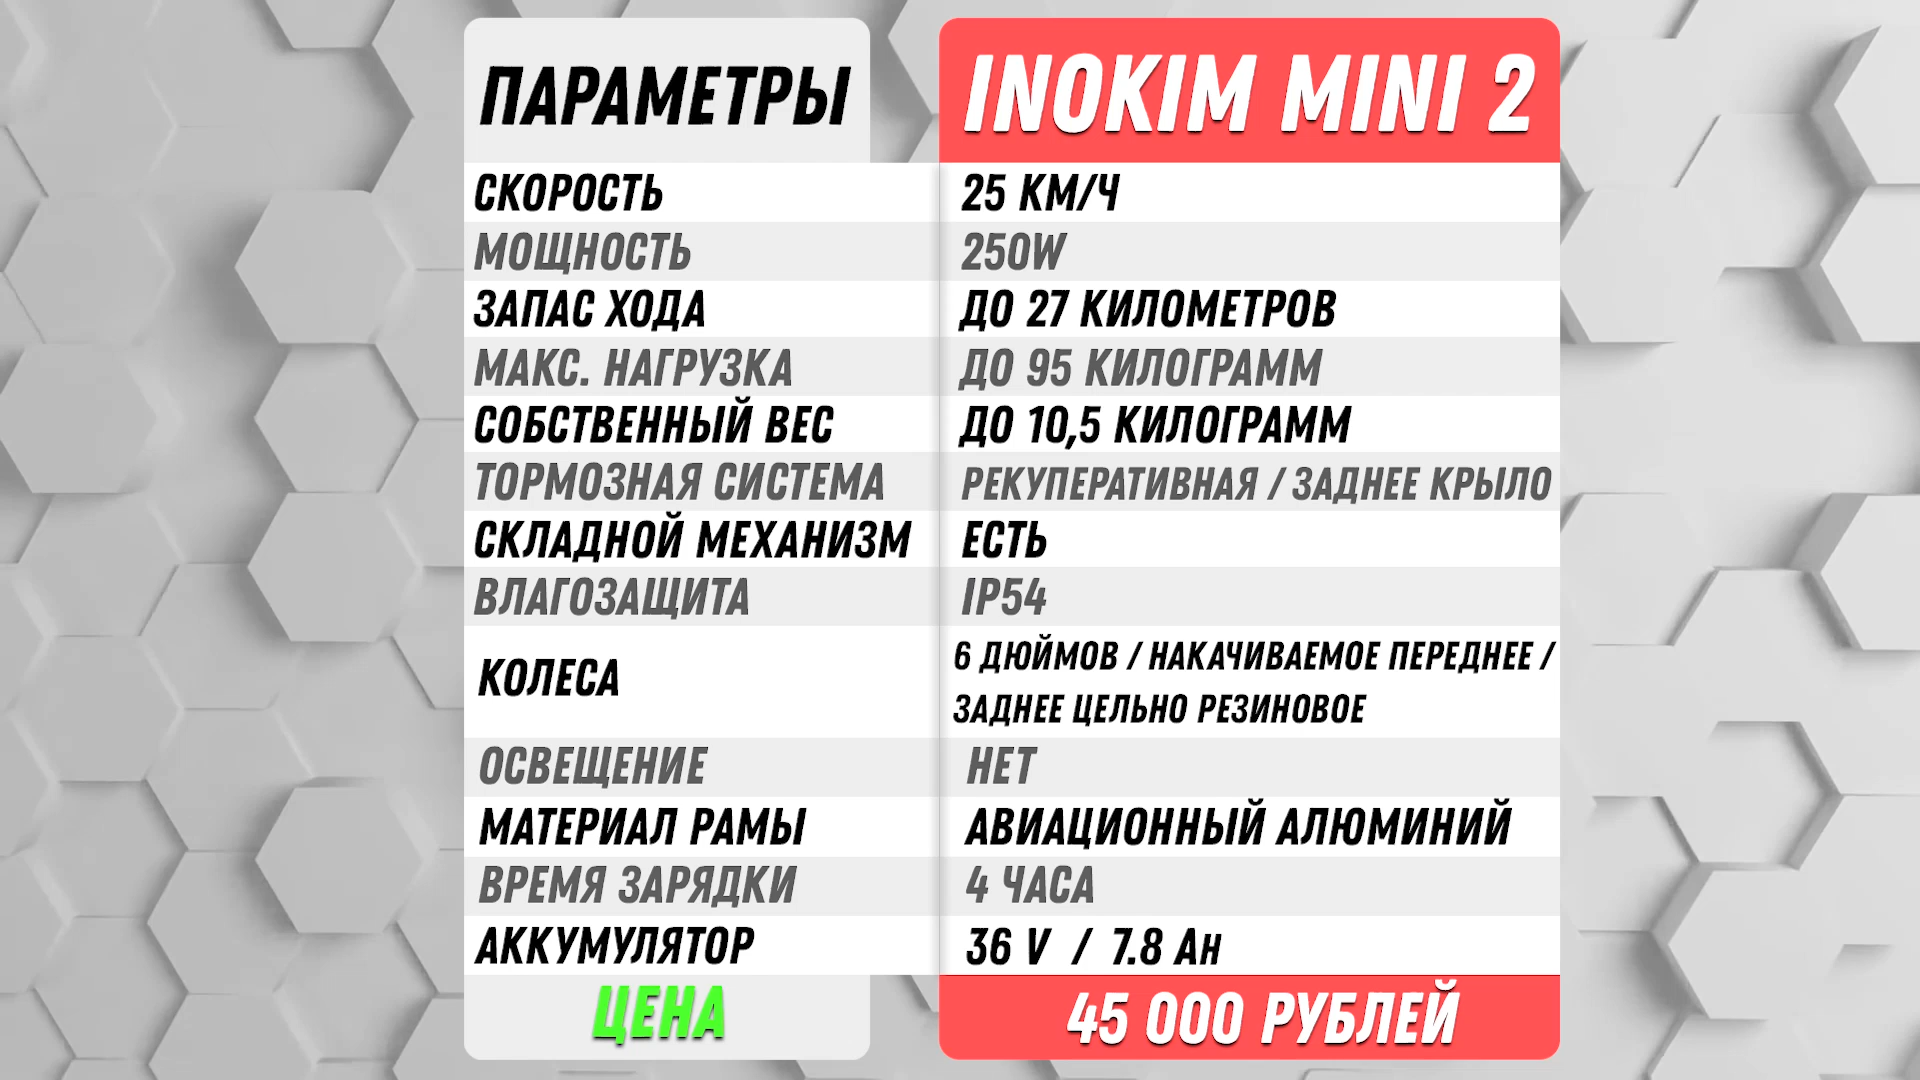 ПАРАМЕТРЫ INOKIM MINI 2
СКОРОСТЬ 25 КМ/Ч
МОЩНОСТЬ 250W
ЗАПАС ХОДА ДО 27 КИЛОМЕТРОВ
МАКС. НАГРУЗКА ДО 95 КИЛОГРАММ
СОБСТВЕННЫЙ ВЕС ДО 10,5 КИЛОГРАММ
ТОРМОЗНАЯ СИСТЕМА РЕКУПЕРАТИВНАЯ / ЗАДНЕЕ КРЫЛО
СКЛАДНОЙ МЕХАНИЗМ ЕСТЬ
ВЛАГОЗАЩИТА IP54
КОЛЕСА 6 ДЮЙМОВ / НАКАЧИВАЕМОЕ ПЕРЕДНЕЕ /
ЗАДНЕЕ ЦЕЛЬНО РЕЗИНОВОЕ
ОСВЕЩЕНИЕ НЕТ
МАТЕРИАЛ РАМЫ АВИАЦИОННЫЙ АЛЮМИНИЙ
ВРЕМЯ ЗАРЯДКИ 4 ЧАСА
АККУМУЛЯТОР 36 V / 7.8 Ан
ЦЕНА 45 000 РУБЛЕЙ